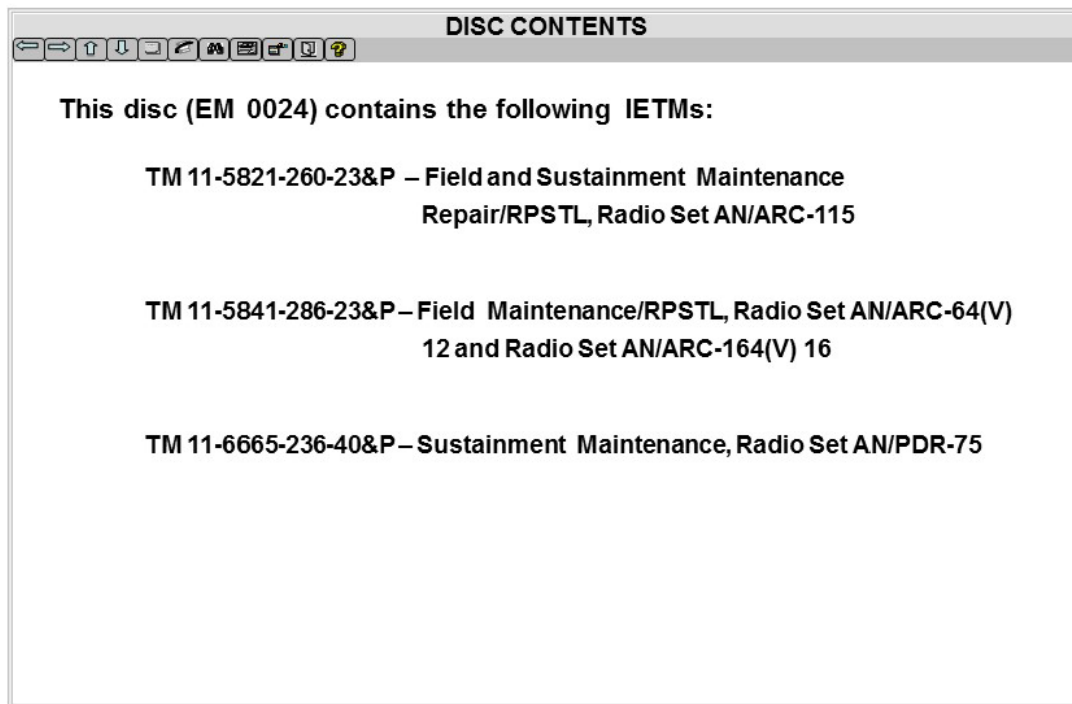 DISC CONTENTS
This disc (EM 0024) contains the following IETMs:
TM 11-5821-260-23&P – Field and Sustainment Maintenance
Repair/RPSTL, Radio Set AN/ARC-115
TM 11-5841-286-23&P – Field Maintenance/RPSTL, Radio Set AN/ARC-64(V)
12 and Radio Set AN/ARC-164(V) 16
TM 11-6665-236-40&P – Sustainment Maintenance, Radio Set AN/PDR-75